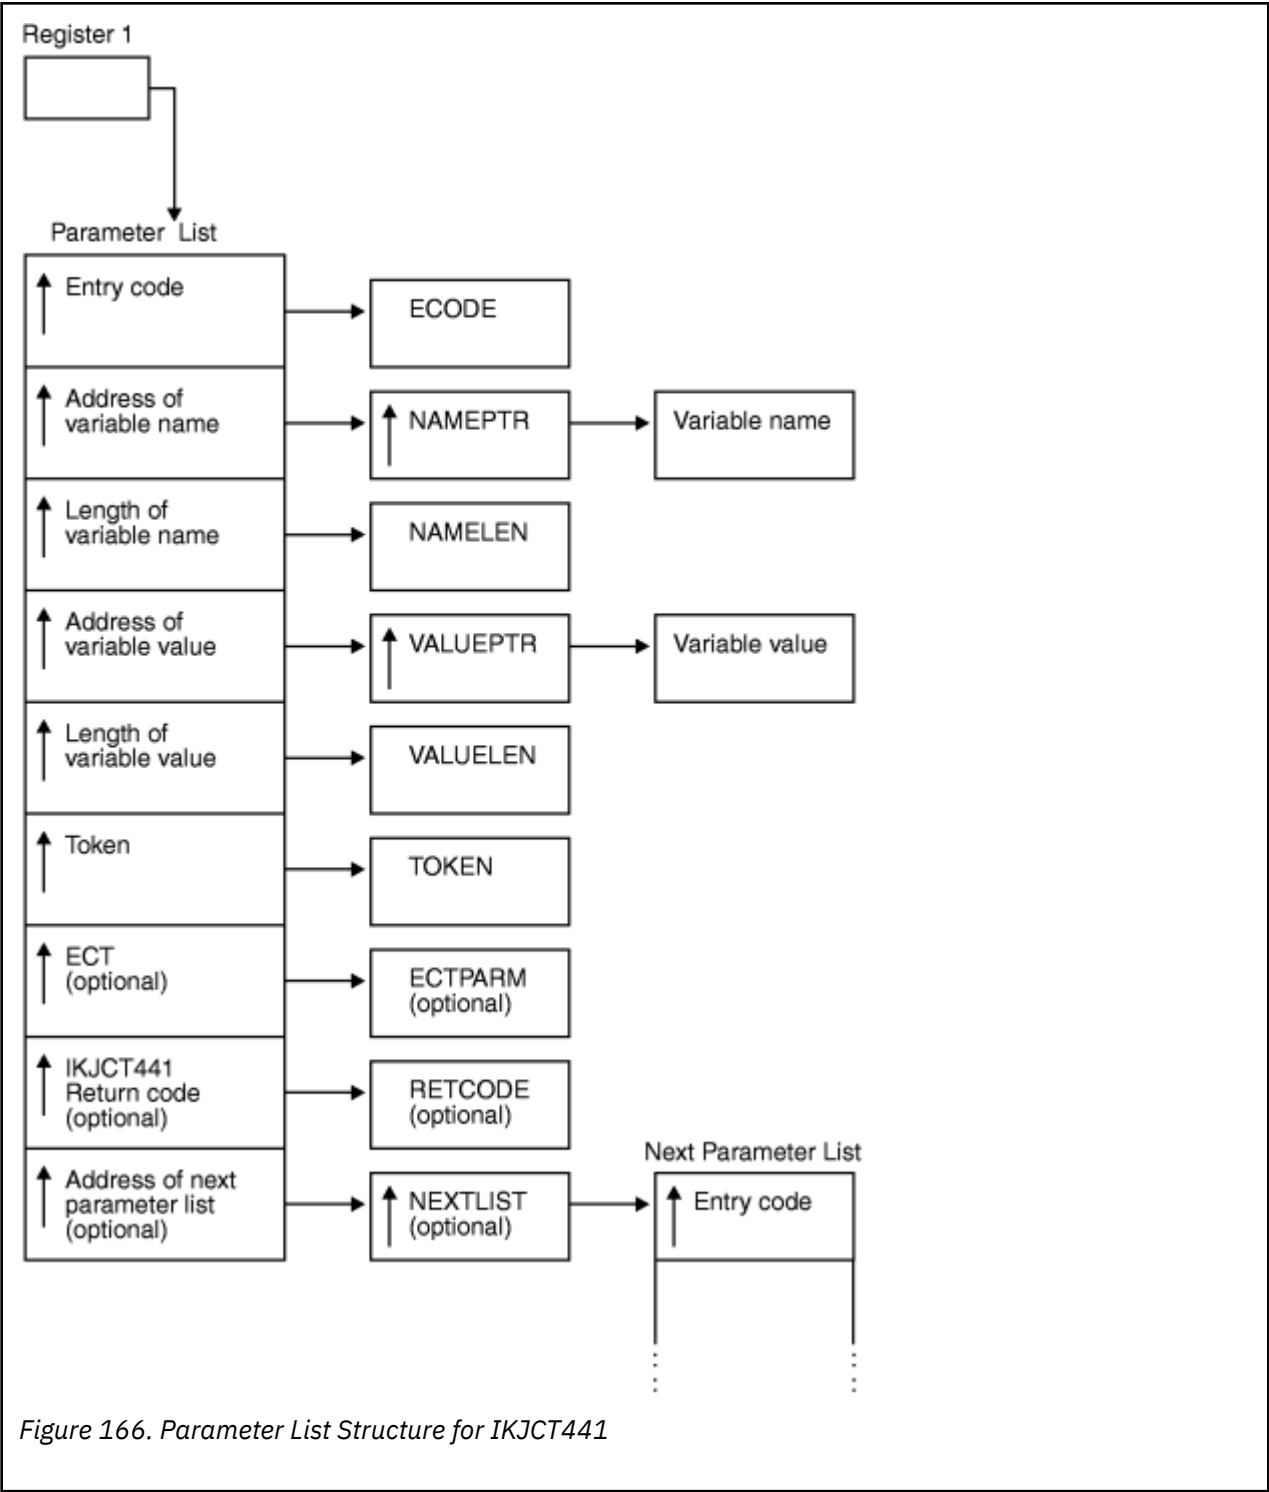 Register 1
Parameter List
Entry code
ECODE
Address of
variable name
NAMEPTR
Variable name
Length of
variable name
NAMELEN
Address of
variable value
VALUEPTR
Variable value
Length of
variable value
VALUELEN
Token
TOKEN
ECT
(optional)
ECTPARM
(optional)
IKJCT441
Return code
(optional)
RETCODE
(optional)
Address of next
parameter list
(optional)
NEXTLIST
(optional)
Next Parameter List
Entry code
Figure 166. Parameter List Structure for IKJCT441